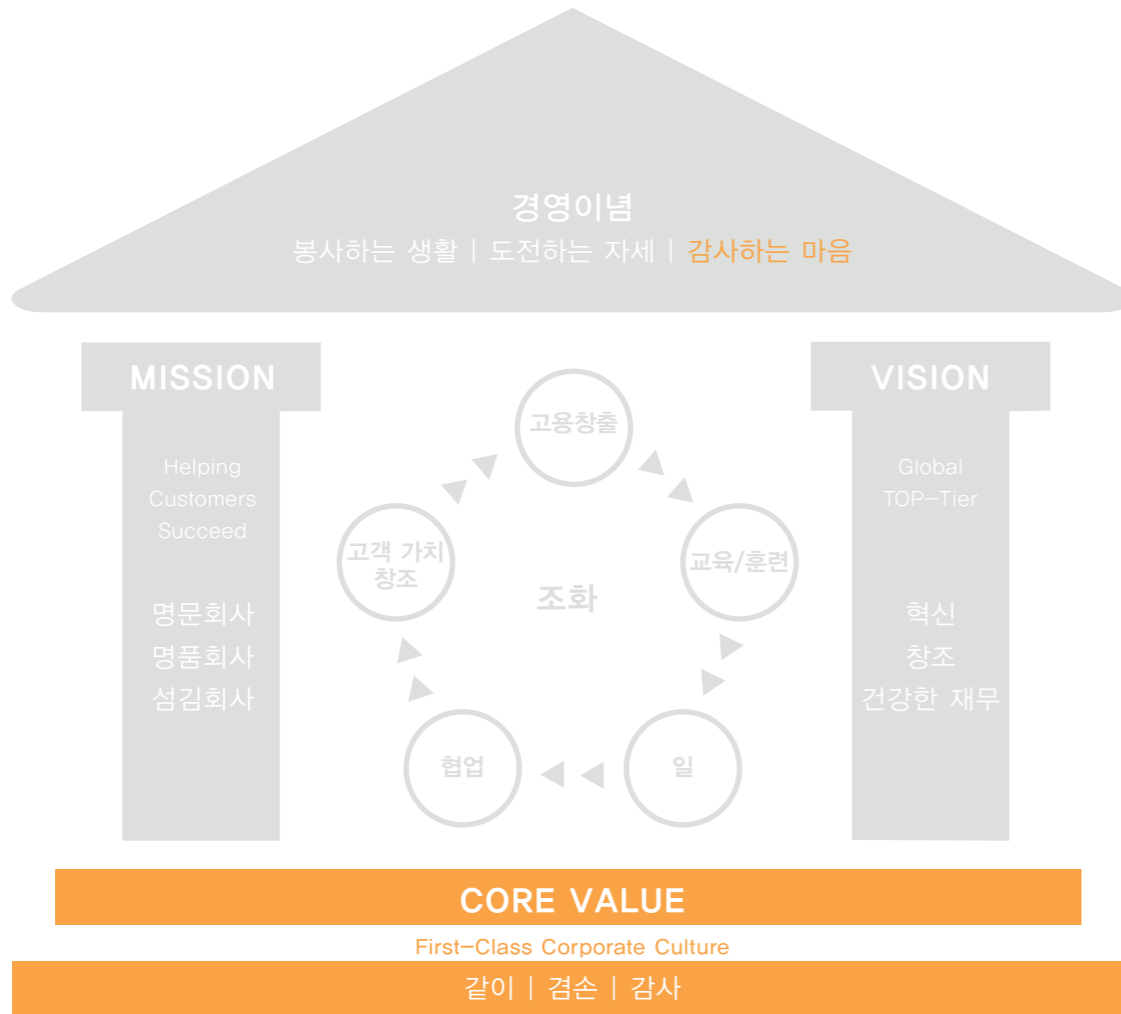 경영이념
봉사하는 생활 | 도전하는 자세 | 감사하는 마음
MISSION
Helping
Customers
Succeed
명문회사
명품회사
섬김회사
고용창출
고객 가치
창조
교육/훈련
조화
협업
일
VISION
Global
TOP-Tier
혁신
창조
건강한 재무
CORE VALUE
First-Class Corporate Culture
같이 | 겸손 | 감사